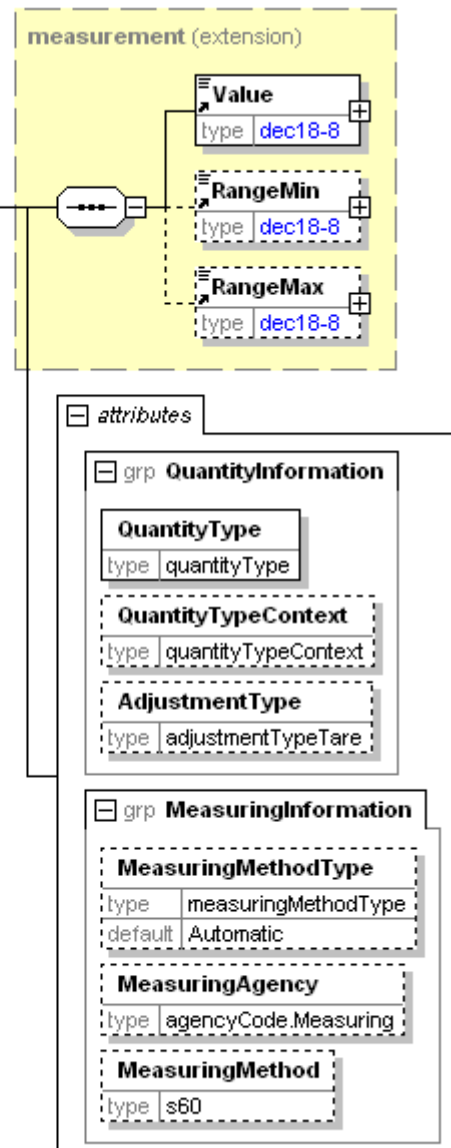 measurement (extension)
Value
type dec18-8
RangeMin
type dec18-8
RangeMax
type dec18-8
attributes
grp QuantityInformation
QuantityType
type quantityType
QuantityTypeContext
type quantityTypeContext
AdjustmentType
type adjustmentTypeTare
grp MeasuringInformation
MeasuringMethodType
type measuringMethodType
default Automatic
MeasuringAgency
type agencyCode.Measuring
MeasuringMethod
type s60